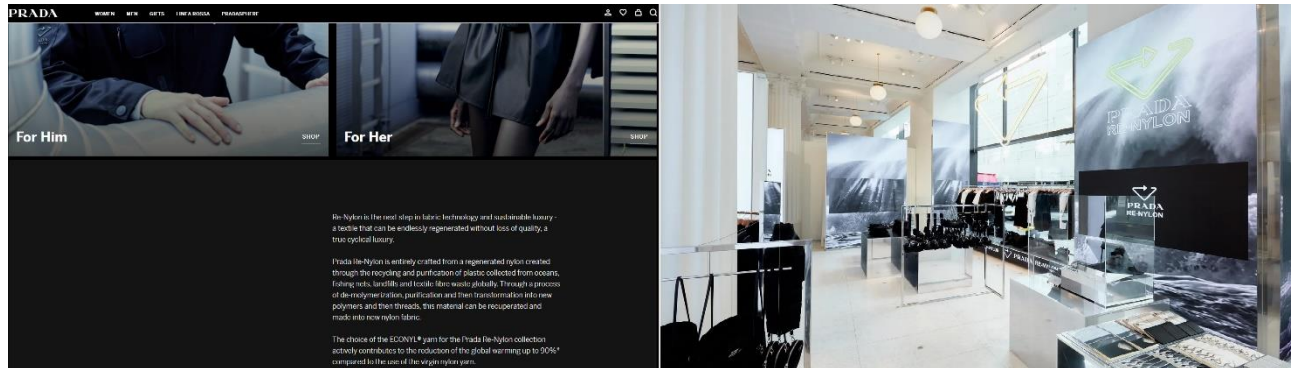 PRADA
WOMEN MEN GIFTS LINEA ROSSA PRADASPHERE
For Him
SHOP
For Her
SHOP
Re-Nylon is the next step in fabric technology and sustainable luxury -
a textile that can be endlessly regenerated without loss of quality, a
true cyclical luxury.
Prada Re-Nylon is entirely crafted from a regenerated nylon created
through the recycling and purification of plastic collected from oceans,
fishing nets, landfills and textile fibre waste globally. Through a process
of de-molymerization, purification and then transformation into new
polymers and then threads, this material can be recuperated and
made into new nylon fabric.
The choice of the ECONYL® yarn for the Prada Re-Nylon collection
actively contributes to the reduction of the global warming up to 90%*
compared to the use of the virgin nylon yarn.
PRADA
RE-NYLON
PRADA
RE-NYLON
PRADA RE-NYLON